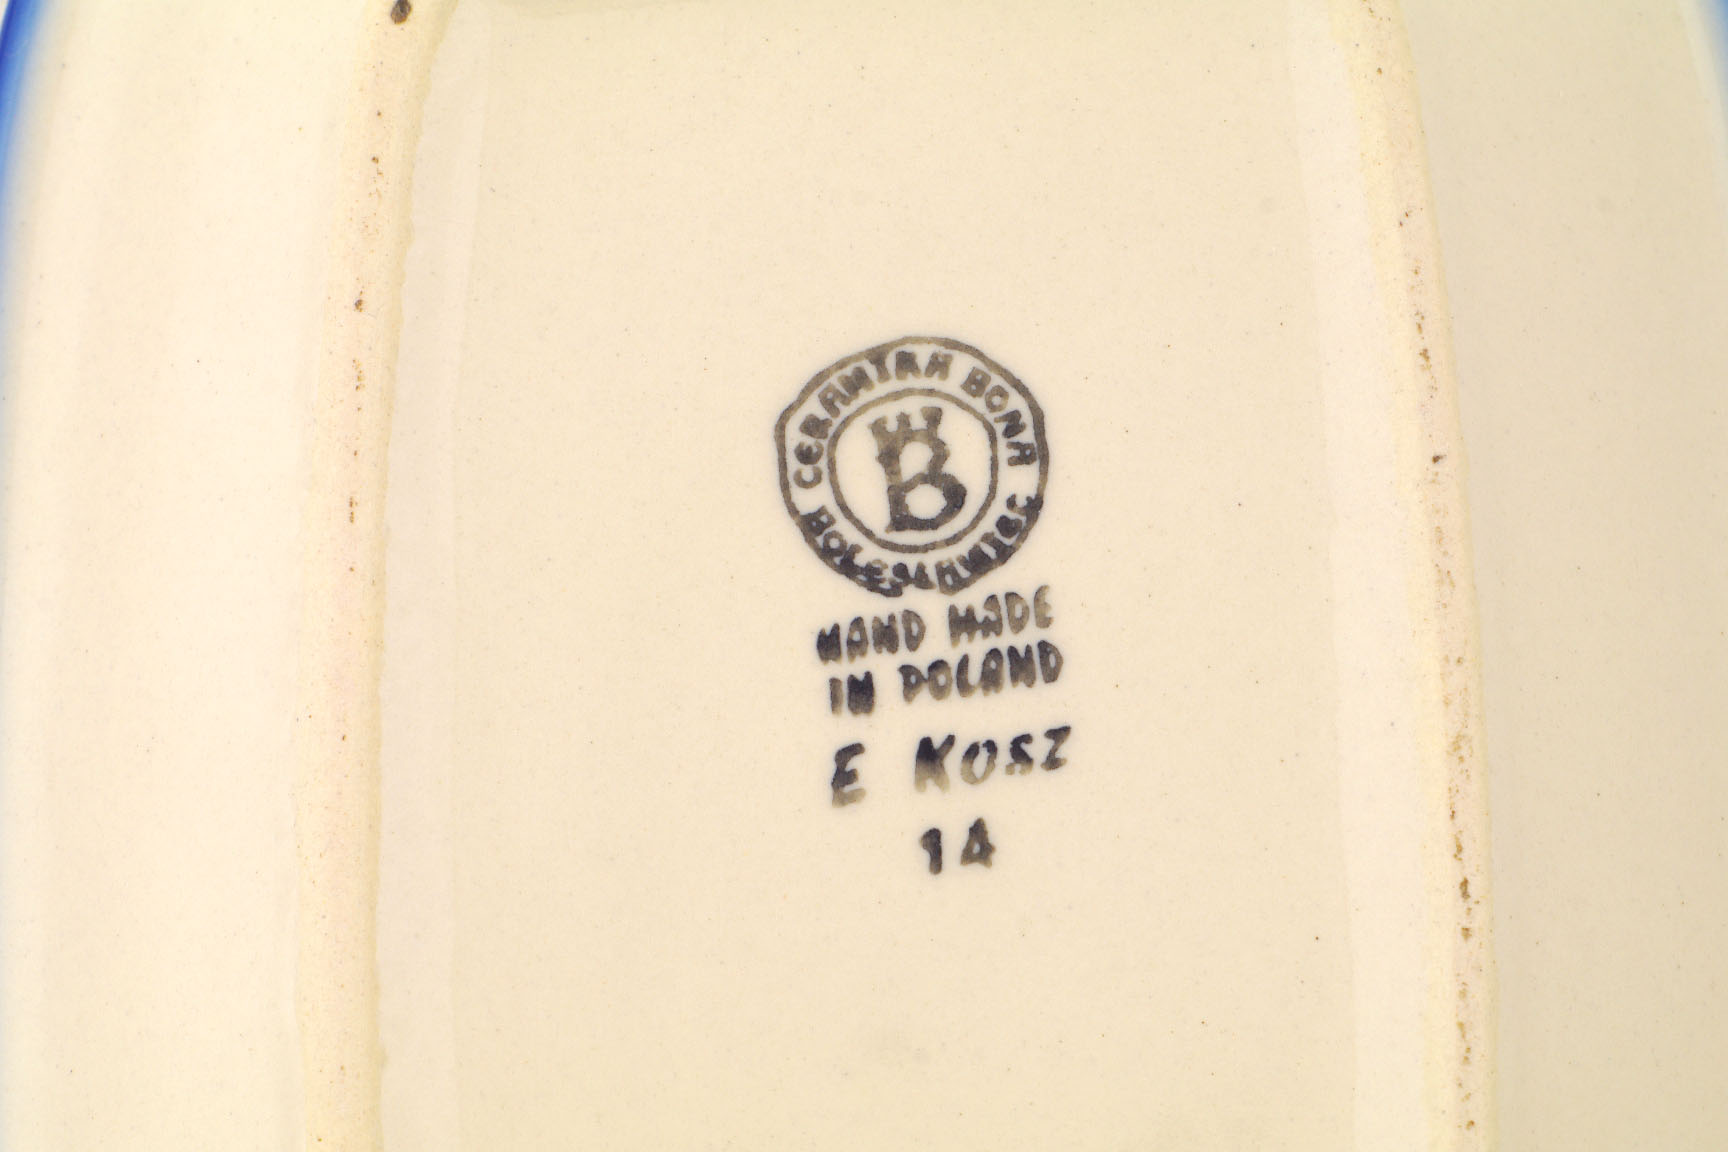 CERAMIKA BONA
BOLESŁAWIEC
B
HAND MADE
IN POLAND
E KOSZ
14